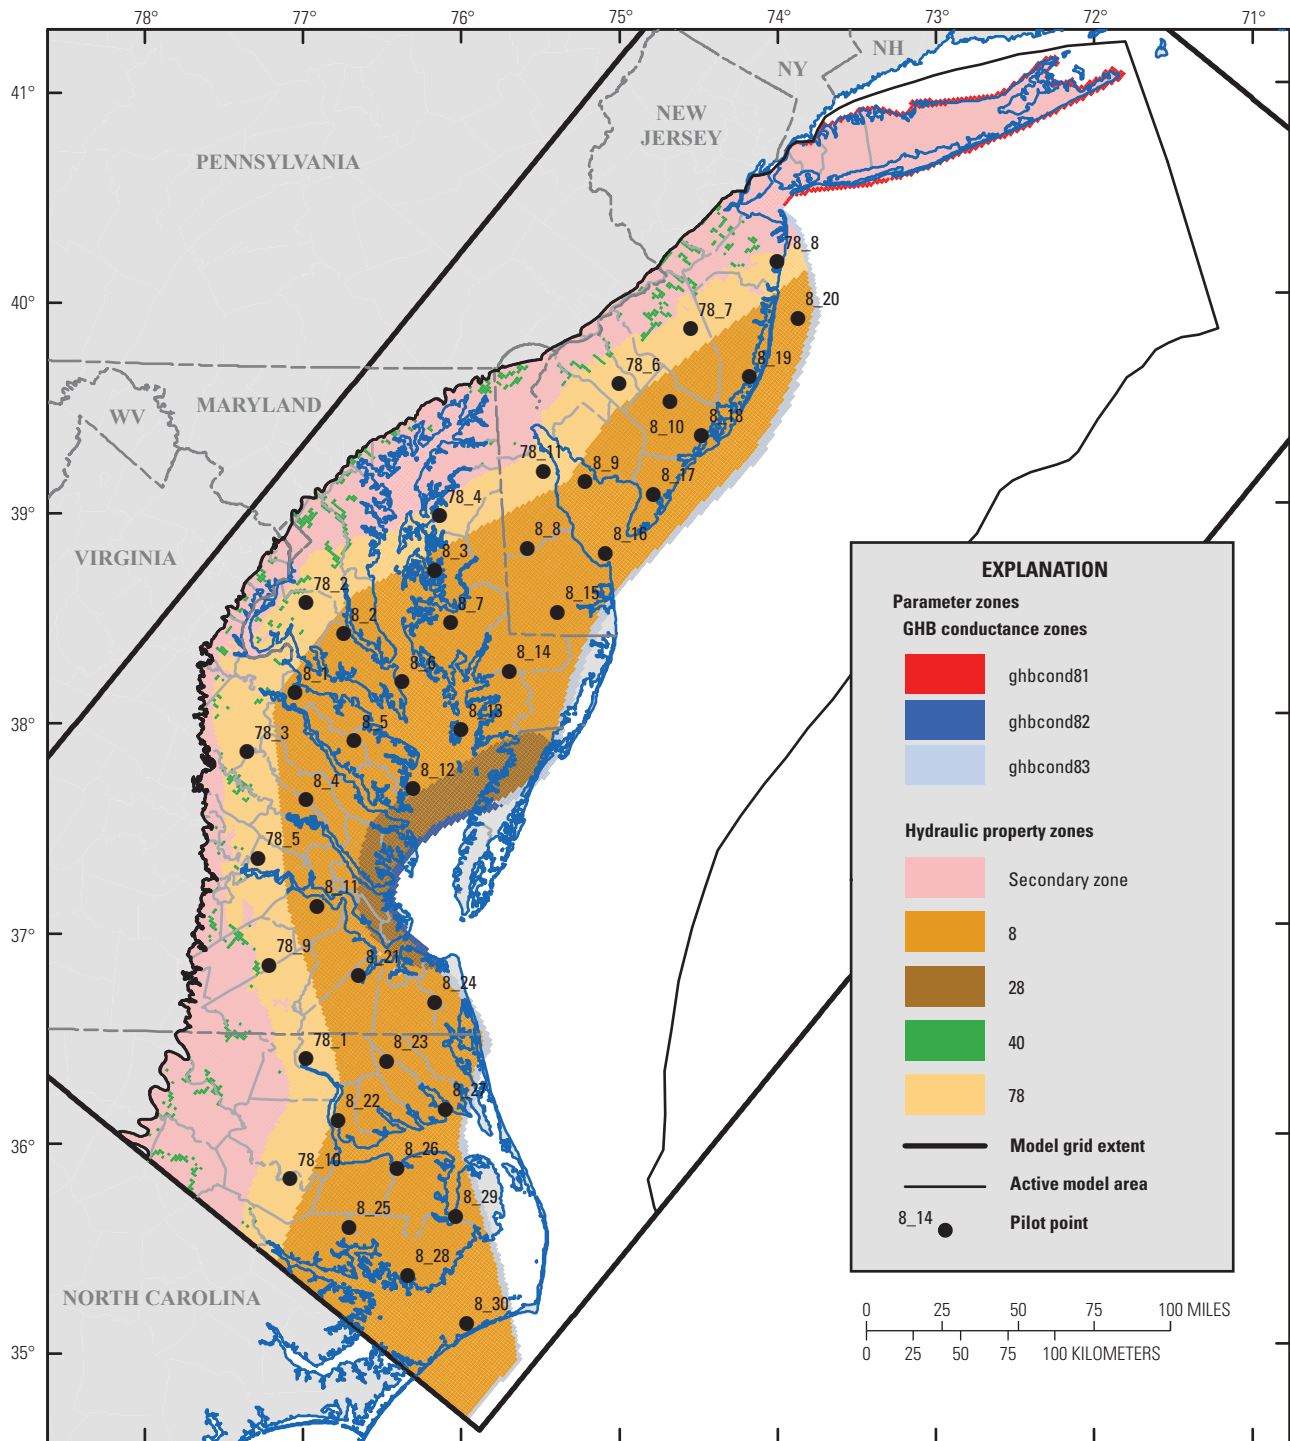 78° 77° 76° 75° 74° 73° 72° 71°
41°
40°
39°
38°
37°
36°
35°
NH
NY
NEW
JERSEY
PENNSYLVANIA
WV
MARYLAND
VIRGINIA
NORTH CAROLINA
78_8
8_20
78_7
8_19
78_6
8_10
8_18
78_11
8_9
8_17
78_4
8_8
8_16
8_3
78_2
8_7
8_15
8_2
8_6
8_14
8_1
8_5
8_13
78_3
8_12
8_4
78_5
8_11
78_9
8_21
8_24
78_1
8_23
8_27
8_22
8_26
78_10
8_29
8_25
8_28
8_30
EXPLANATION
Parameter zones
GHB conductance zones
ghbcond81
ghbcond82
ghbcond83
Hydraulic property zones
Secondary zone
8
28
40
78
Model grid extent
Active model area
8_14 Pilot point
0 25 50 75 100 MILES
0 25 50 75 100 KILOMETERS